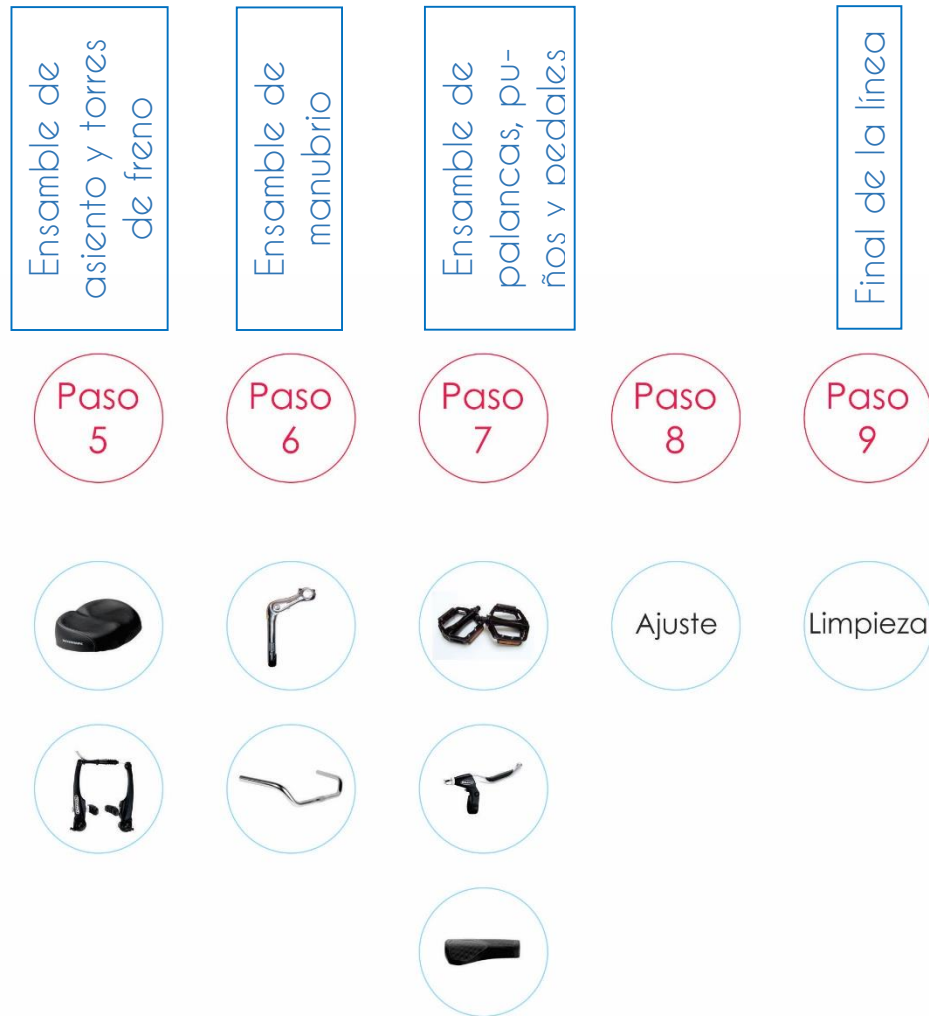 Ensamble de
asiento y torres
de freno
Ensamble de
manubrio
Ensamble de
palancas, pu-
ños y pedales
Final de la línea
Paso
5
Paso
6
Paso
7
Paso
8
Paso
9
Ajuste
Limpieza